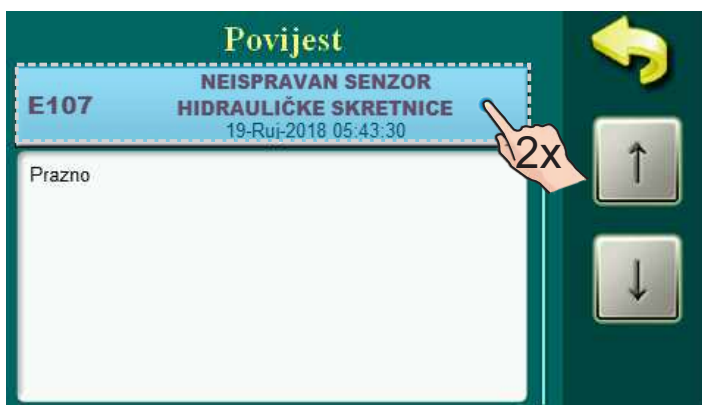 Povijest
E107
NEISPRAVAN SENZOR
HIDRAULIČKE SKRETNICE
19-Ruj-2018 05:43:30
2x
Prazno